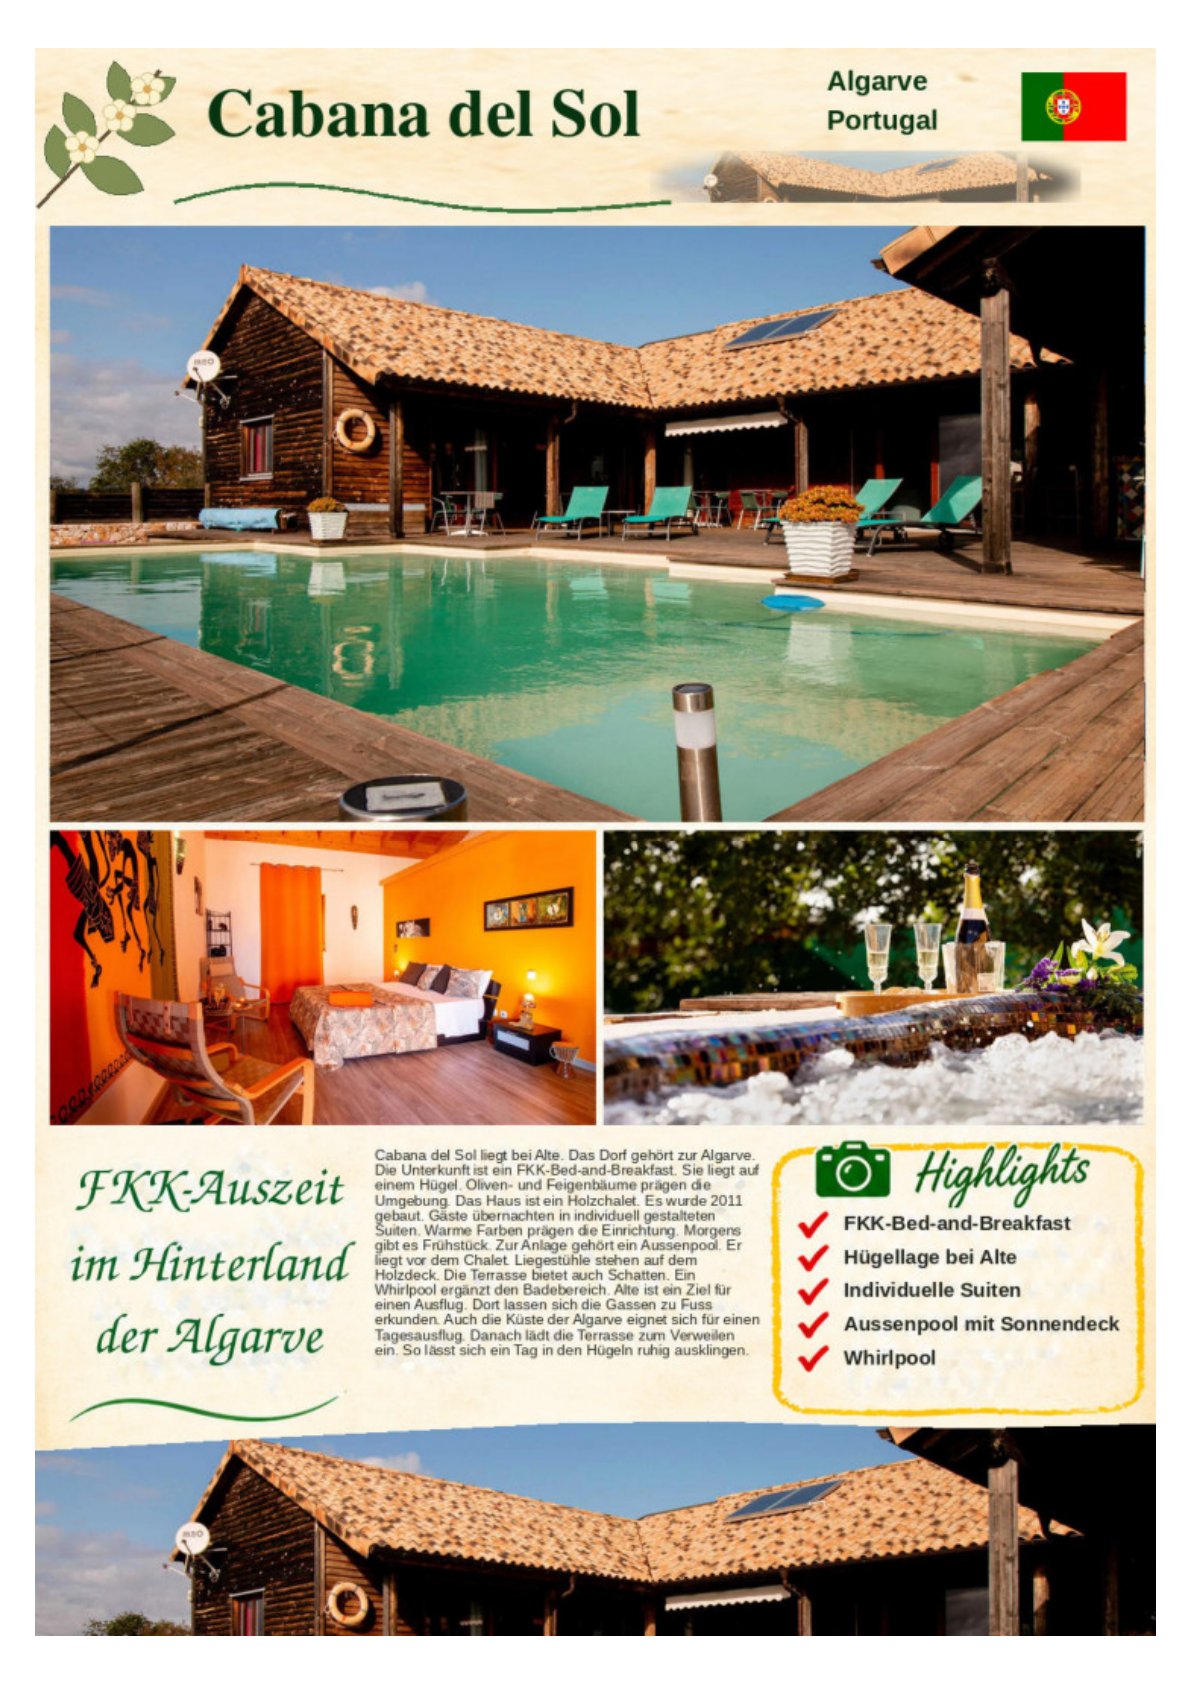 Cabana del Sol
Algarve
Portugal
FKK-Auszeit
im Hinterland
der Algarve
Cabana del Sol liegt bei Alte. Das Dorf gehört zur Algarve.
Die Unterkunft ist ein FKK-Bed-and-Breakfast. Sie liegt auf
einem Hügel. Oliven- und Feigenbäume prägen die
Umgebung. Das Haus ist ein Holzchalet. Es wurde 2011
gebaut. Gäste übernachten in individuell gestalteten
Suiten. Warme Farben prägen die Einrichtung. Morgens
gibt es Frühstück. Zur Anlage gehört ein Aussenpool. Er
liegt vor dem Chalet. Liegestühle stehen auf dem
Holzdeck. Die Terrasse bietet auch Schatten. Ein
Whirlpool ergänzt den Badebereich. Alte ist ein Ziel für
einen Ausflug. Dort lassen sich die Gassen zu Fuss
erkunden. Auch die Küste der Algarve eignet sich für einen
Tagesausflug. Danach lädt die Terrasse zum Verweilen
ein. So lässt sich ein Tag in den Hügeln ruhig ausklingen.
Highlights
FKK-Bed-and-Breakfast
Hügellage bei Alte
Individuelle Suiten
Aussenpool mit Sonnendeck
Whirlpool